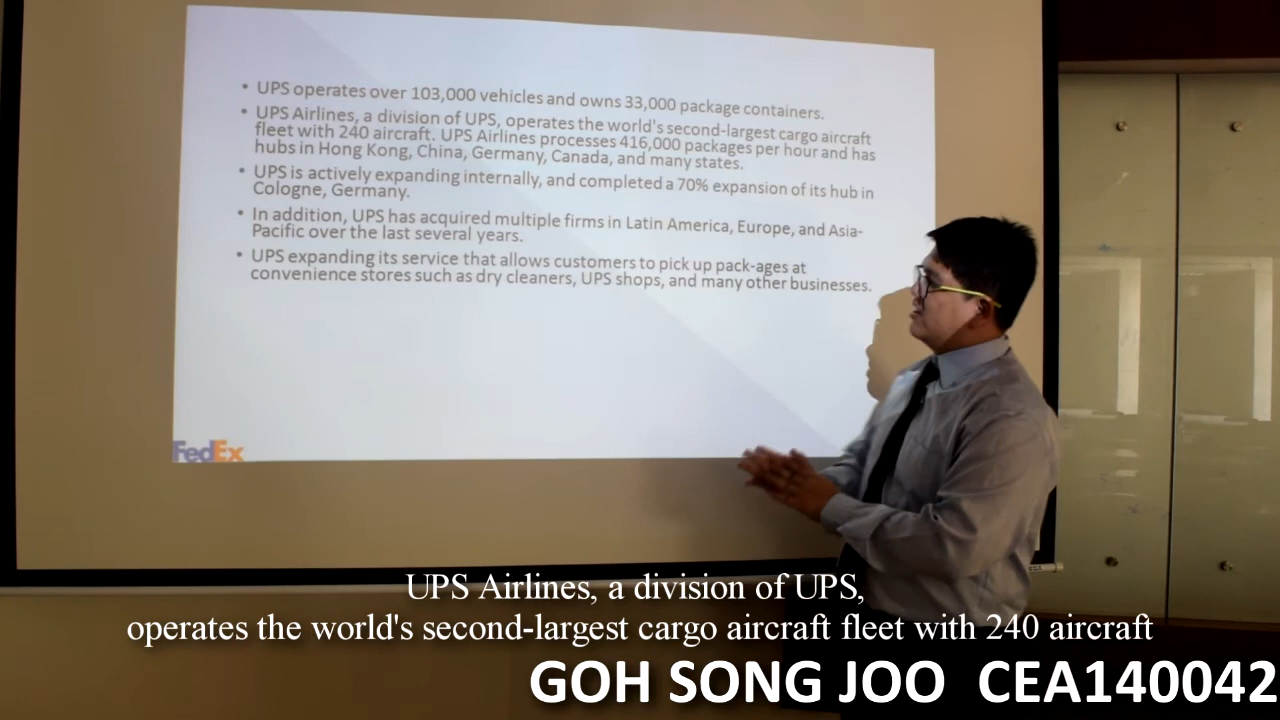 • UPS operates over 103,000 vehicles and owns 33,000 package containers.
• UPS Airlines, a division of UPS, operates the world's second-largest cargo aircraft
fleet with 240 aircraft. UPS Airlines processes 416,000 packages per hour and has
hubs in Hong Kong, China, Germany, Canada, and many states.
• UPS is actively expanding internally, and completed a 70% expansion of its hub in
Cologne, Germany.
• In addition, UPS has acquired multiple firms in Latin America, Europe, and Asia-
Pacific over the last several years.
• UPS expanding its service that allows customers to pick up pack-ages at
convenience stores such as dry cleaners, UPS shops, and many other businesses.
FedEx
UPS Airlines, a division of UPS,
operates the world's second-largest cargo aircraft fleet with 240 aircraft
GOH SONG JOO CEA140042